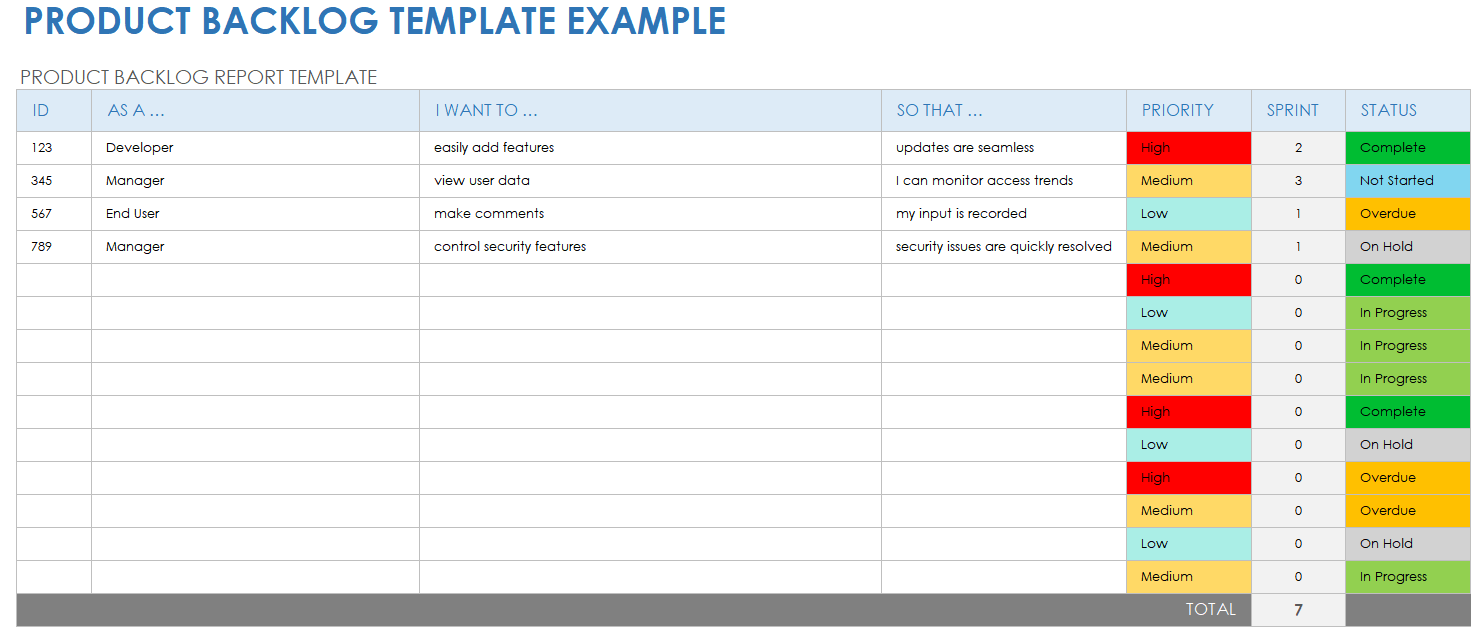 PRODUCT BACKLOG TEMPLATE EXAMPLE
PRODUCT BACKLOG REPORT TEMPLATE
ID AS A ... I WANT TO ... SO THAT ... PRIORITY SPRINT STATUS
123 Developer easily add features updates are seamless High 2 Complete
345 Manager view user data I can monitor access trends Medium 3 Not Started
567 End User make comments my input is recorded Low 1 Overdue
789 Manager control security features security issues are quickly resolved Medium 1 On Hold
High 0 Complete
Low 0 In Progress
Medium 0 In Progress
Medium 0 In Progress
High 0 Complete
Low 0 On Hold
High 0 Overdue
Medium 0 Overdue
Low 0 On Hold
Medium 0 In Progress
TOTAL 7